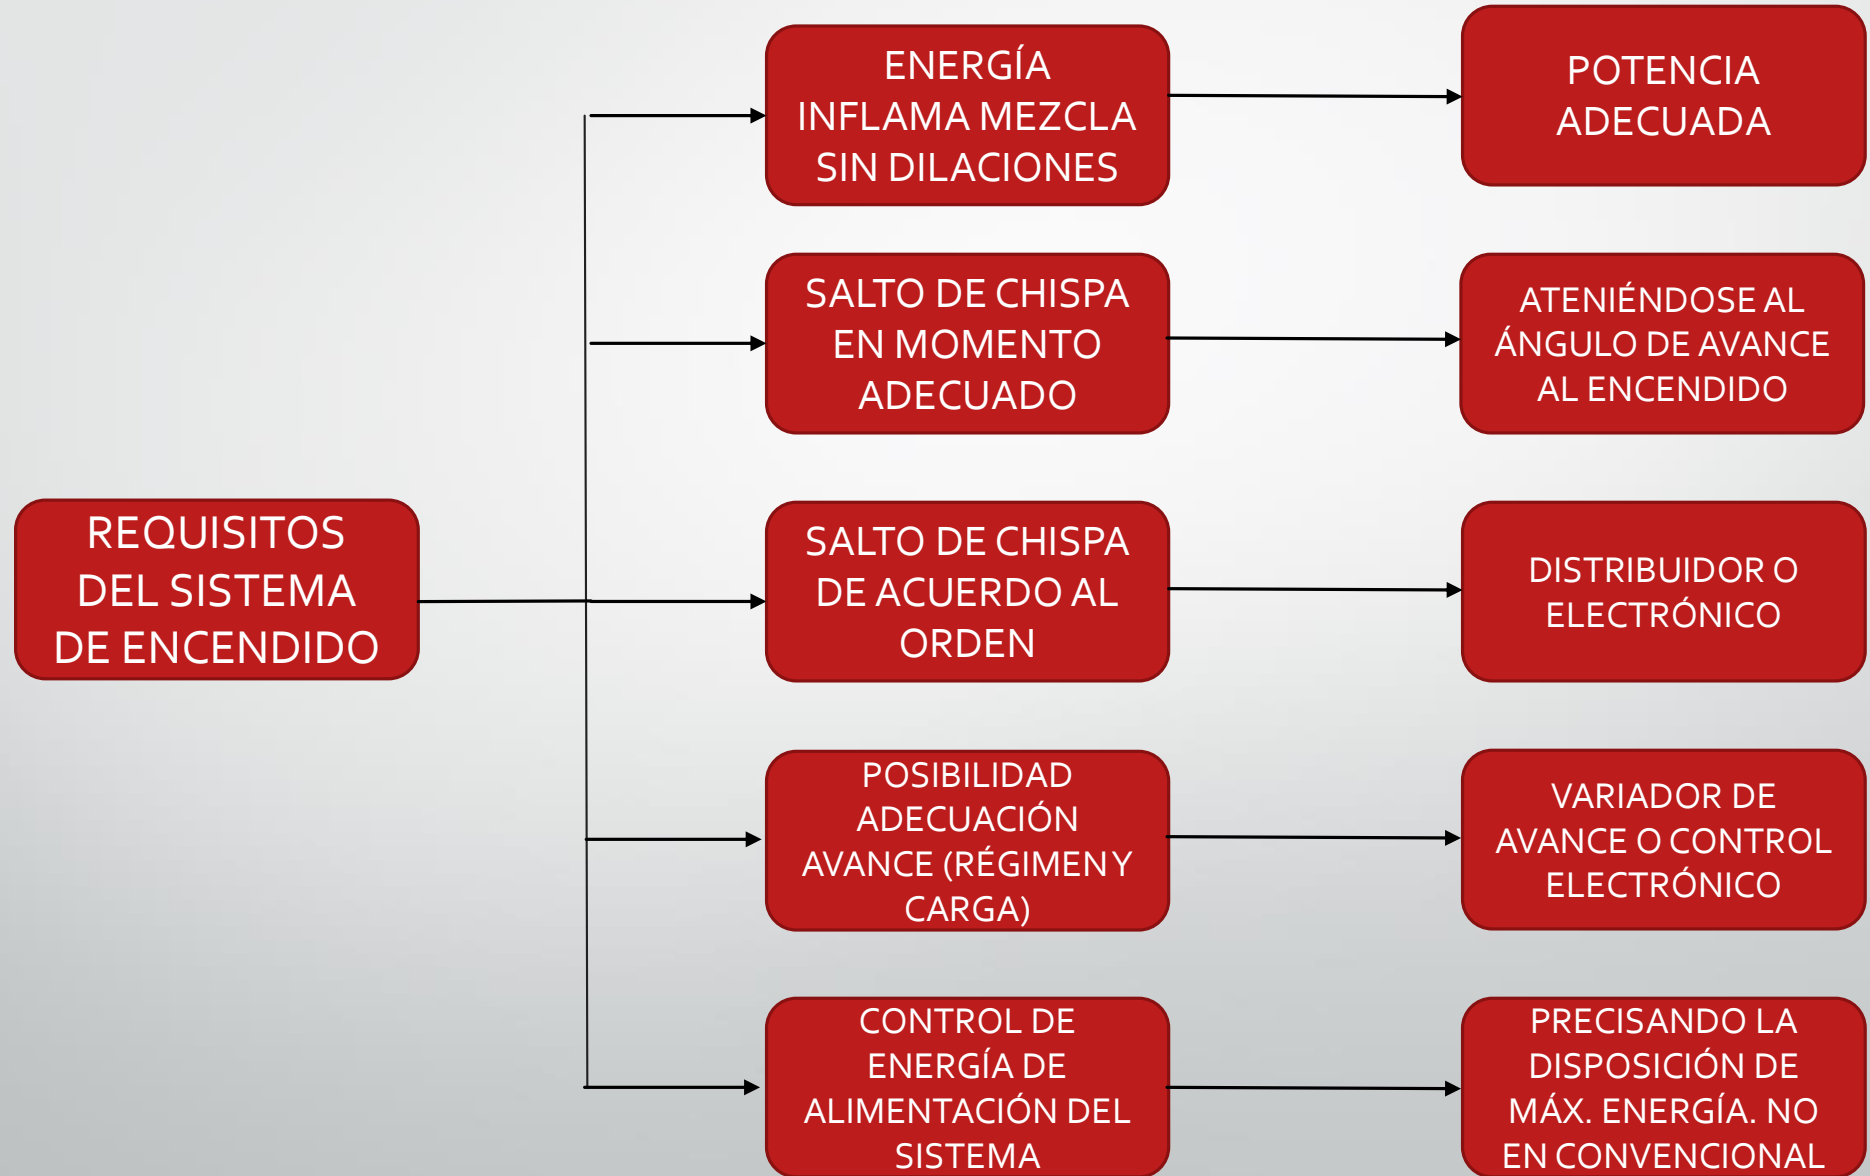 REQUISITOS
DEL SISTEMA
DE ENCENDIDO
ENERGÍA
INFLAMA MEZCLA
SIN DILACIONES
POTENCIA
ADECUADA
SALTO DE CHISPA
EN MOMENTO
ADECUADO
ATENIÉNDOSE AL
ÁNGULO DE AVANCE
AL ENCENDIDO
SALTO DE CHISPA
DE ACUERDO AL
ORDEN
DISTRIBUIDOR O
ELECTRÓNICO
POSIBILIDAD
ADECUACIÓN
AVANCE (RÉGIMEN Y
CARGA)
VARIADOR DE
AVANCE O CONTROL
ELECTRÓNICO
CONTROL DE
ENERGÍA DE
ALIMENTACIÓN DEL
SISTEMA
PRECISANDO LA
DISPOSICIÓN DE
MÁX. ENERGÍA. NO
EN CONVENCIONAL